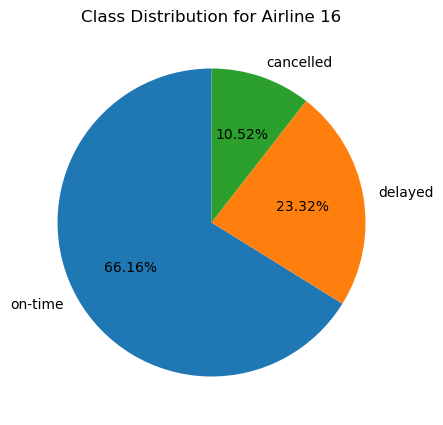 Class Distribution for Airline 16
cancelled
10.52%
delayed
23.32%
66.16%
on-time